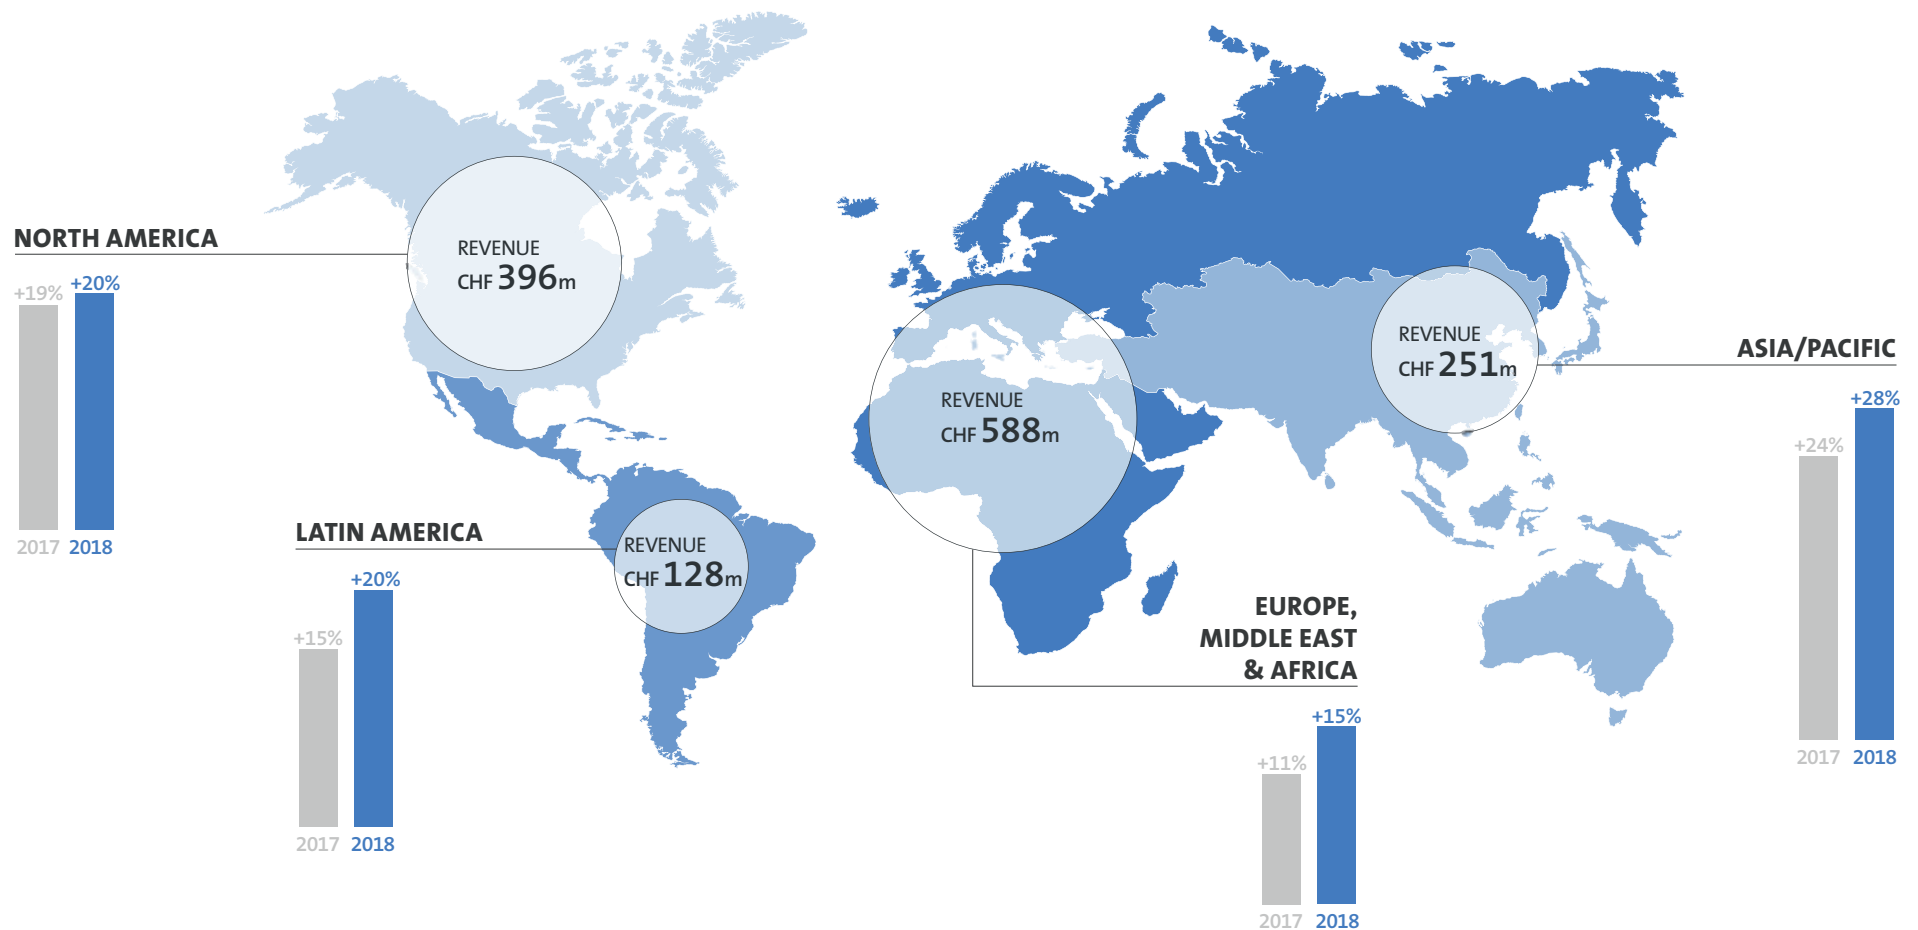 NORTH AMERICA
+19%
+20%
2017 2018
REVENUE
CHF 396m
LATIN AMERICA
+15%
+20%
2017 2018
REVENUE
CHF 128m
REVENUE
CHF 588m
EUROPE,
MIDDLE EAST
& AFRICA
+11%
+15%
2017 2018
REVENUE
CHF 251m
ASIA/PACIFIC
+24%
+28%
2017 2018